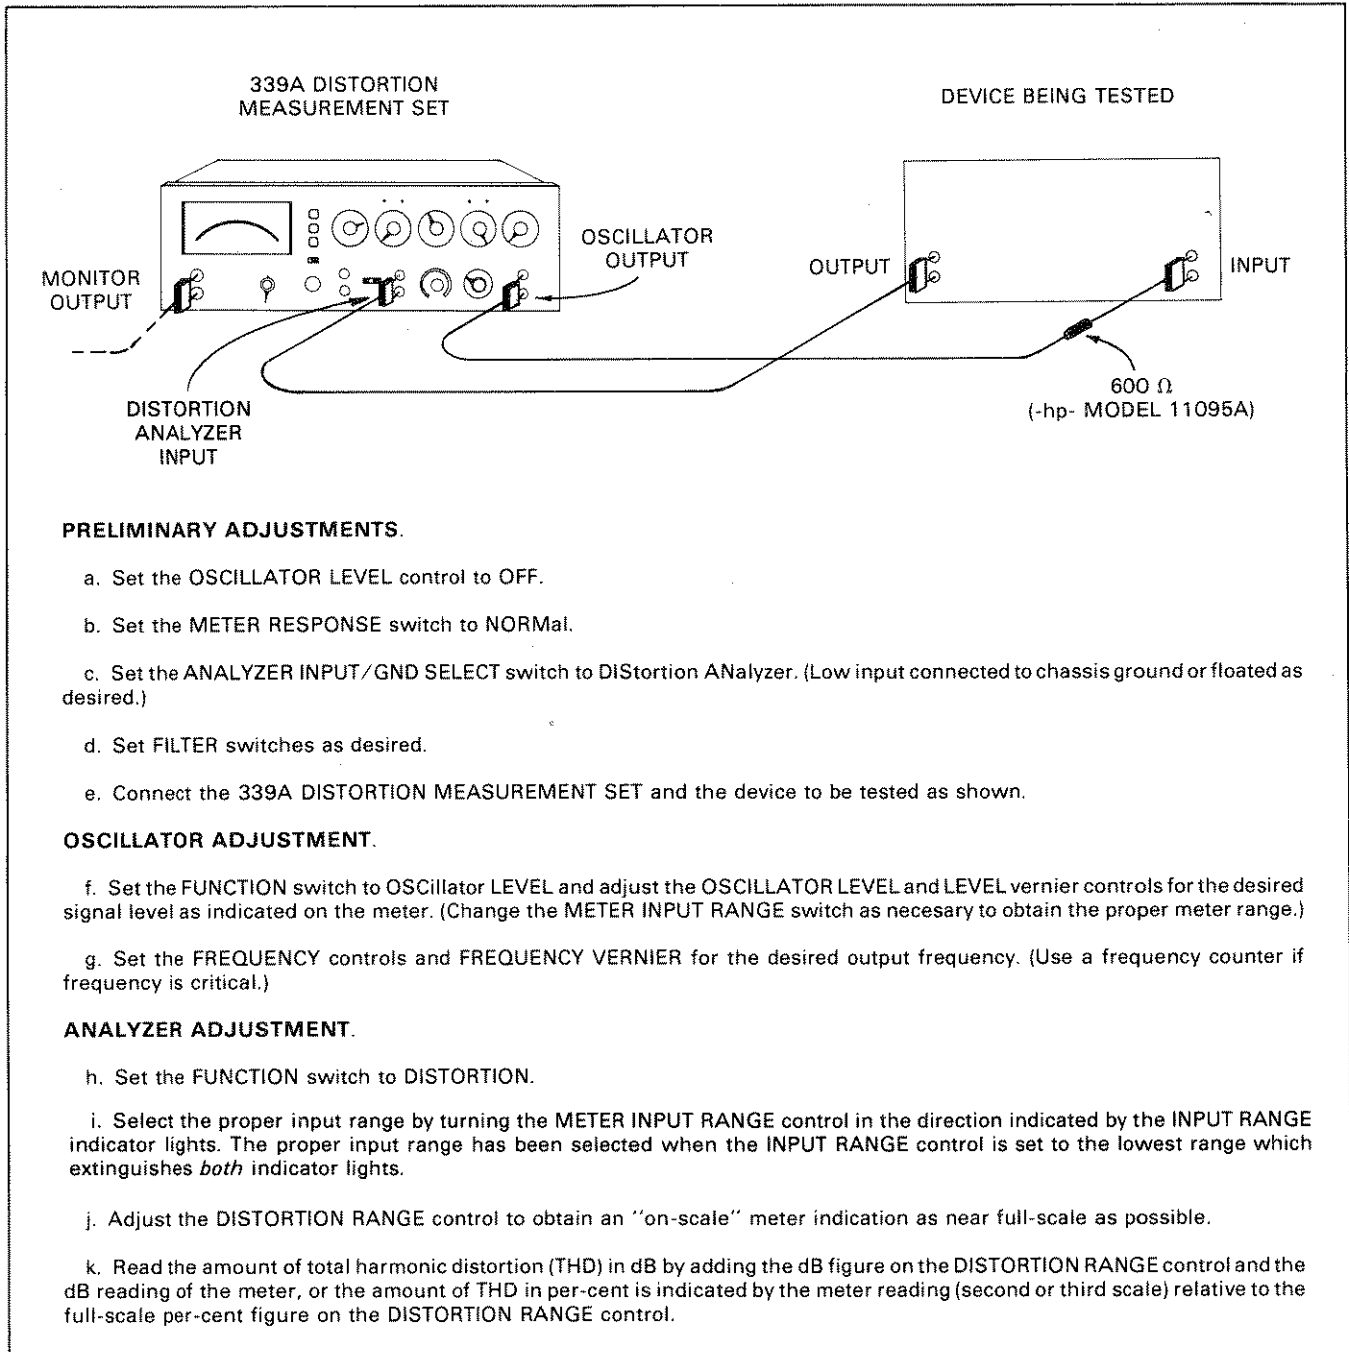 339A DISTORTION
MEASUREMENT SET
DEVICE BEING TESTED
OSCILLATOR
OUTPUT
MONITOR
OUTPUT
OUTPUT
INPUT
DISTORTION
ANALYZER
INPUT
600 Ω
(-hp- MODEL 11095A)
PRELIMINARY ADJUSTMENTS.
a. Set the OSCILLATOR LEVEL control to OFF.
b. Set the METER RESPONSE switch to NORMal.
c. Set the ANALYZER INPUT/GND SELECT switch to DIStortion ANalyzer. (Low input connected to chassis ground or floated as
desired.)
d. Set FILTER switches as desired.
e. Connect the 339A DISTORTION MEASUREMENT SET and the device to be tested as shown.
OSCILLATOR ADJUSTMENT.
f. Set the FUNCTION switch to OSCillator LEVEL and adjust the OSCILLATOR LEVEL and LEVEL vernier controls for the desired
signal level as indicated on the meter. (Change the METER INPUT RANGE switch as necesary to obtain the proper meter range.)
g. Set the FREQUENCY controls and FREQUENCY VERNIER for the desired output frequency. (Use a frequency counter if
frequency is critical.)
ANALYZER ADJUSTMENT.
h. Set the FUNCTION switch to DISTORTION.
i. Select the proper input range by turning the METER INPUT RANGE control in the direction indicated by the INPUT RANGE
indicator lights. The proper input range has been selected when the INPUT RANGE control is set to the lowest range which
extinguishes both indicator lights.
j. Adjust the DISTORTION RANGE control to obtain an "on-scale" meter indication as near full-scale as possible.
k. Read the amount of total harmonic distortion (THD) in dB by adding the dB figure on the DISTORTION RANGE control and the
dB reading of the meter, or the amount of THD in per-cent is indicated by the meter reading (second or third scale) relative to the
full-scale per-cent figure on the DISTORTION RANGE control.